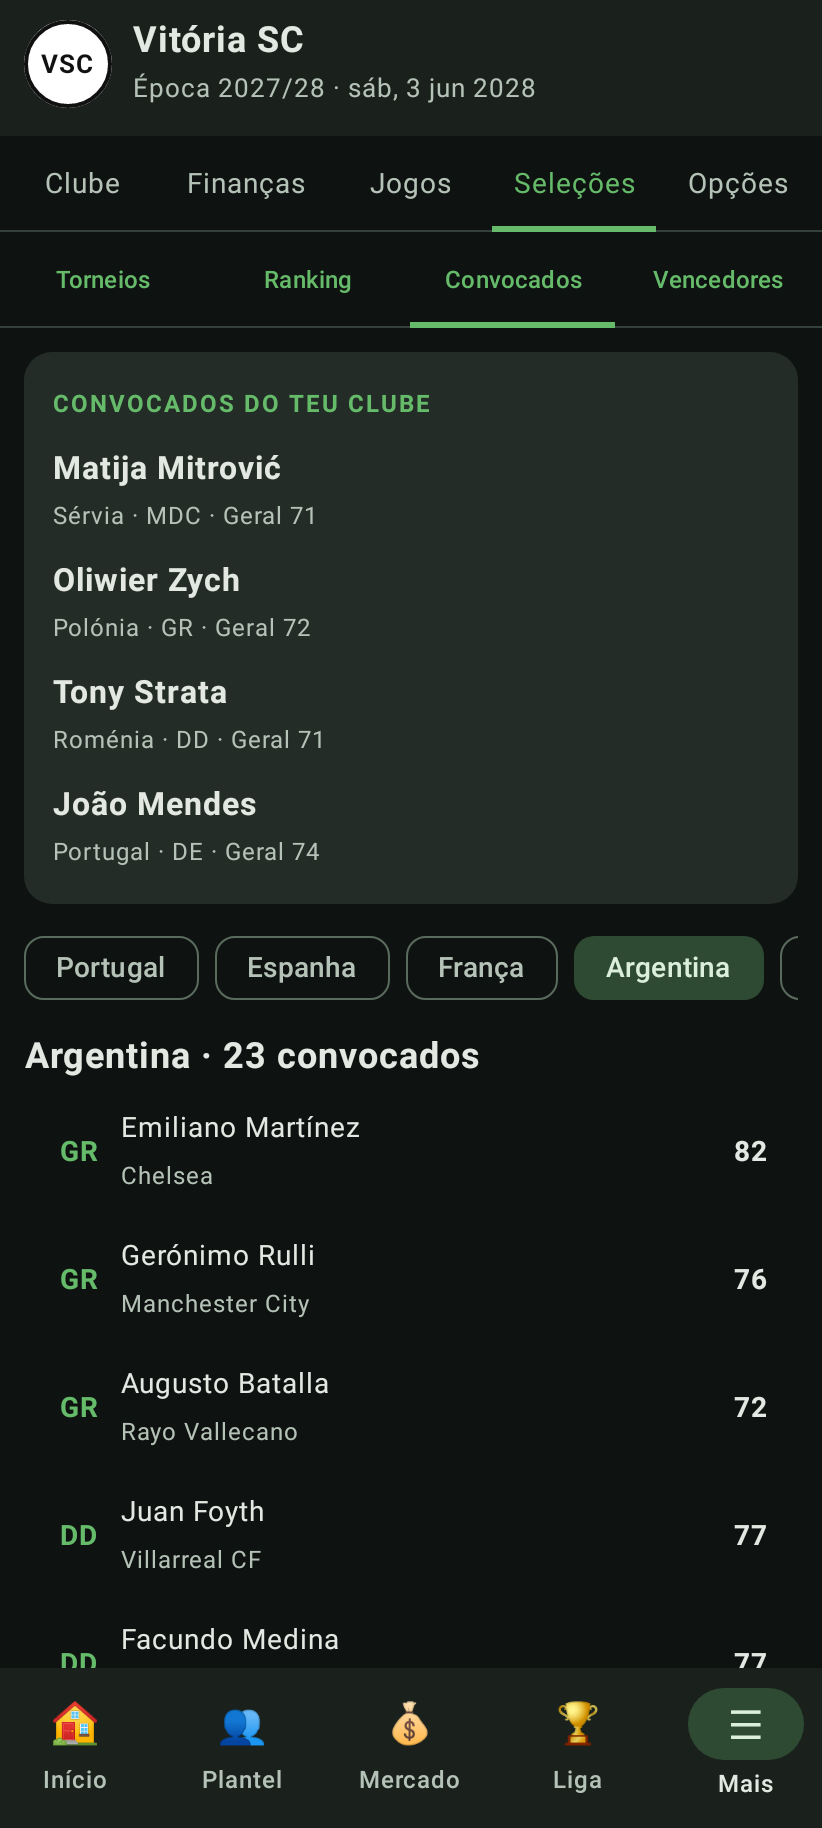 VSC
Vitória SC
Época 2027/28 · sáb, 3 jun 2028
Clube Finanças Jogos Seleções Opções
Torneios Ranking Convocados Vencedores
CONVOCADOS DO TEU CLUBE
Matija Mitrović
Sérvia · MDC · Geral 71
Oliwier Zych
Polónia · GR · Geral 72
Tony Strata
Roménia · DD · Geral 71
João Mendes
Portugal · DE · Geral 74
Portugal Espanha França Argentina
Argentina · 23 convocados
GR Emiliano Martínez 82
Chelsea
GR Gerónimo Rulli 76
Manchester City
GR Augusto Batalla 72
Rayo Vallecano
DD Juan Foyth 77
Villarreal CF
DD Facundo Medina 77
Início Plantel Mercado Liga Mais